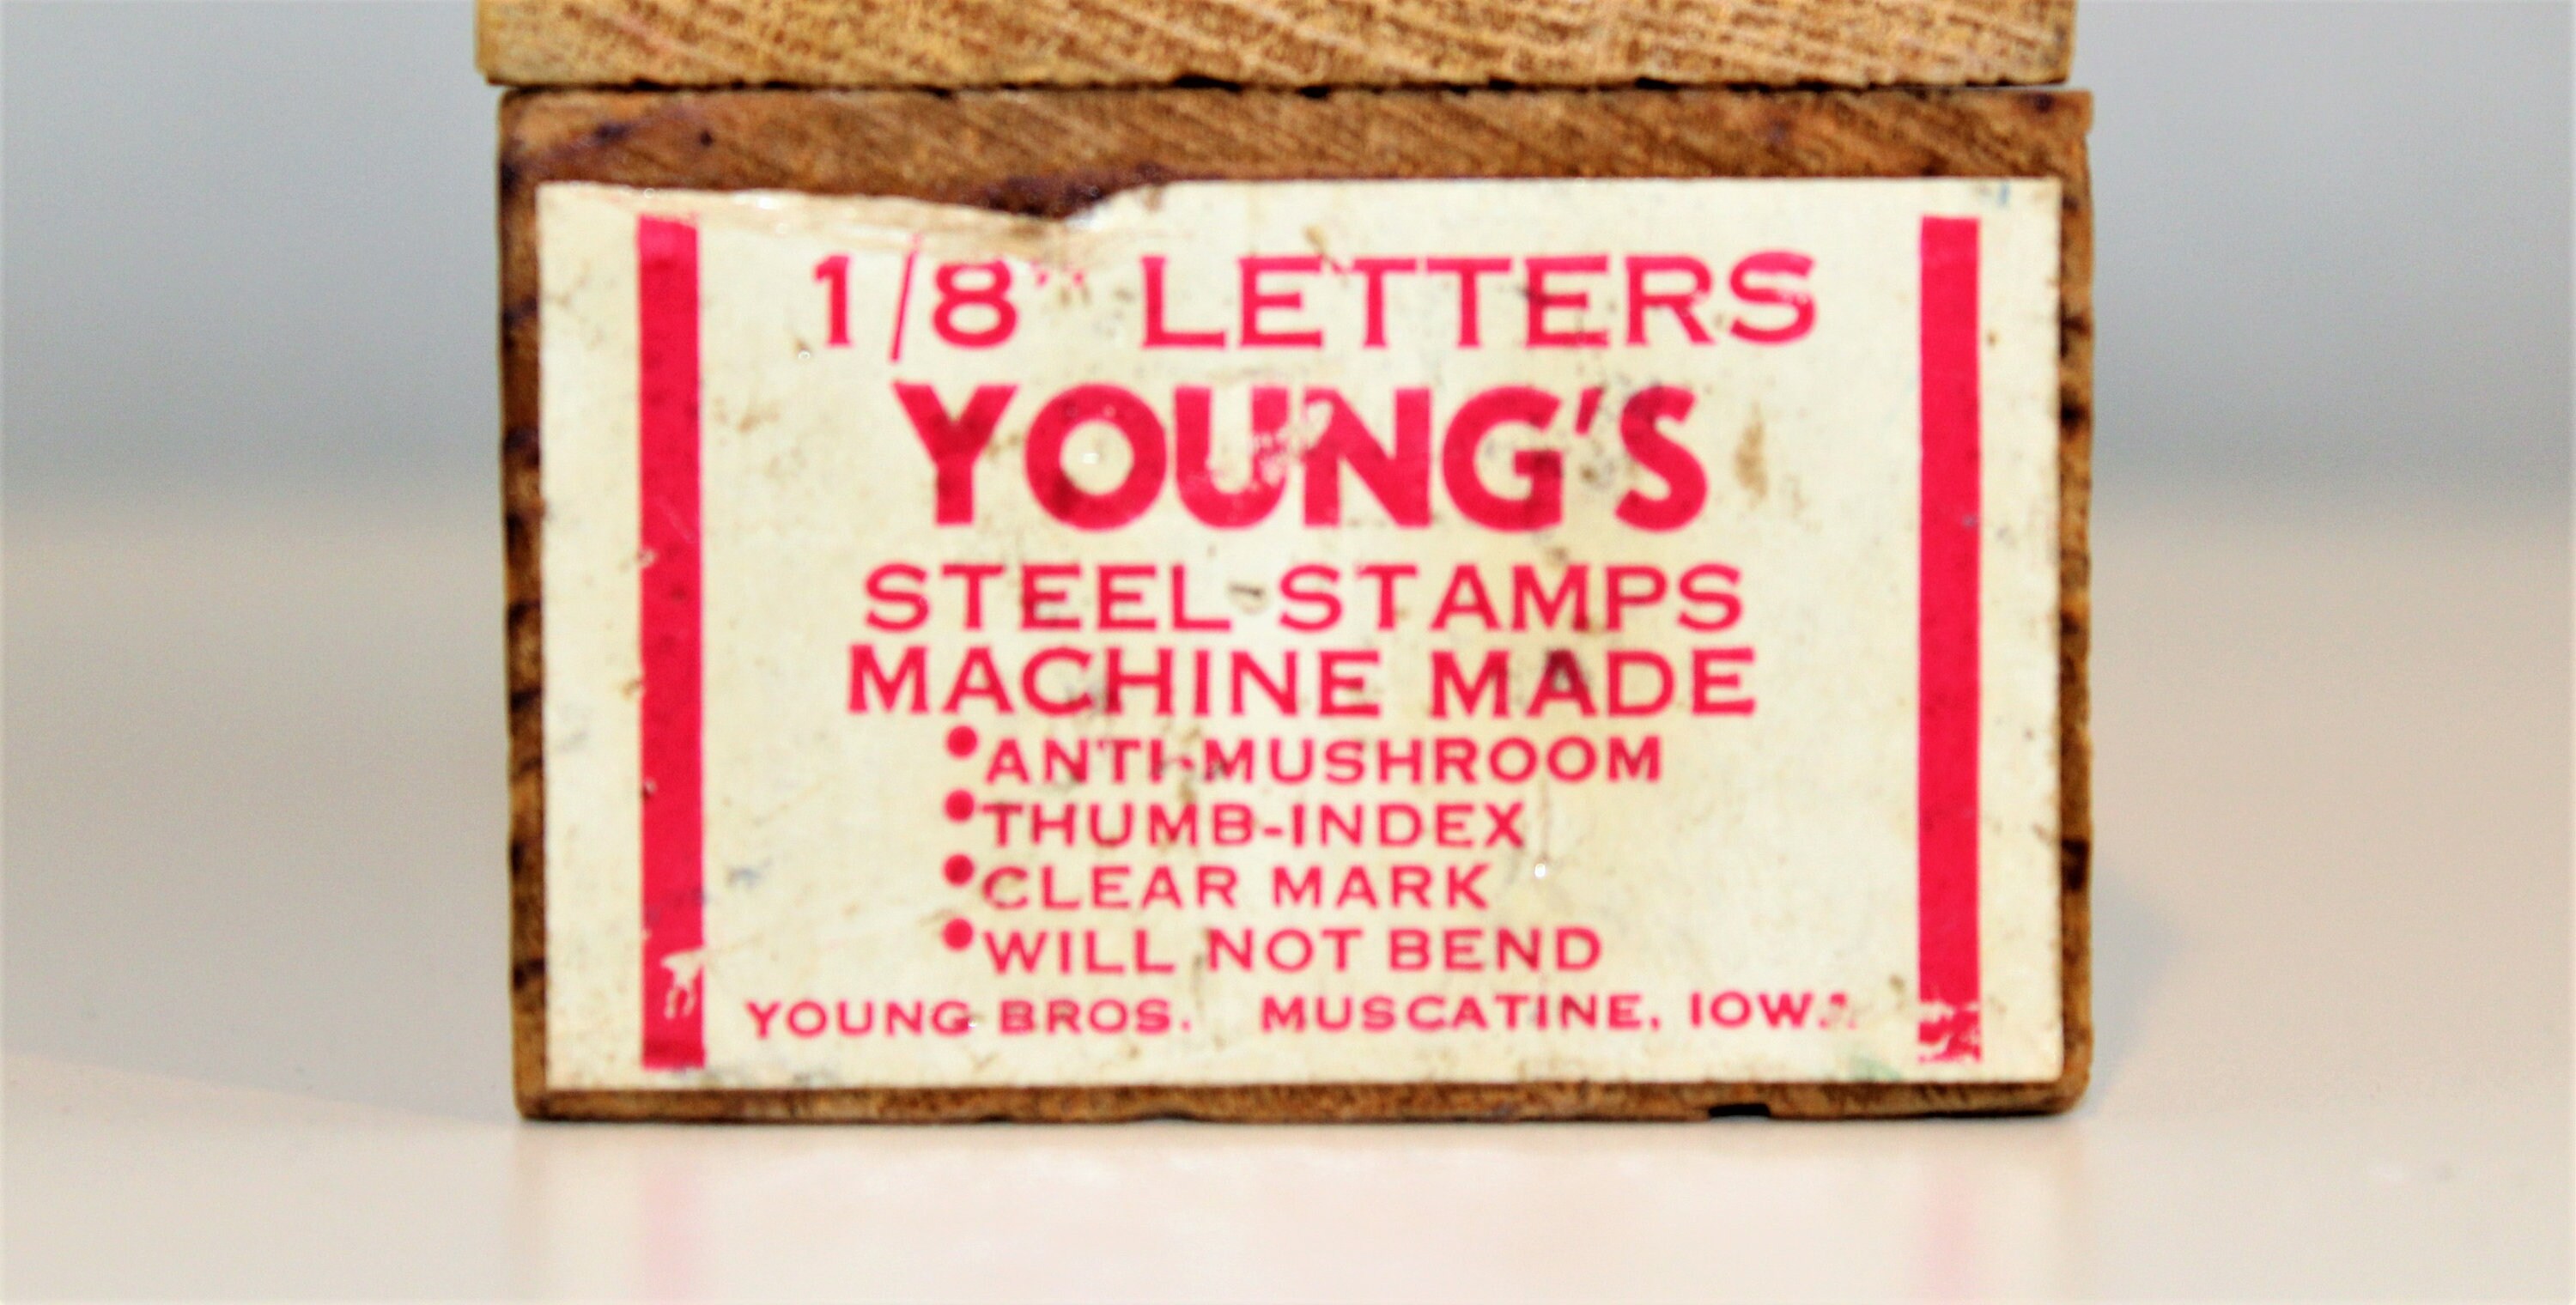 1/8" LETTERS
YOUNG'S
STEEL STAMPS
MACHINE MADE
•ANTI-MUSHROOM
•THUMB-INDEX
•CLEAR MARK
•WILL NOT BEND
YOUNG BROS. MUSCATINE, IOWA